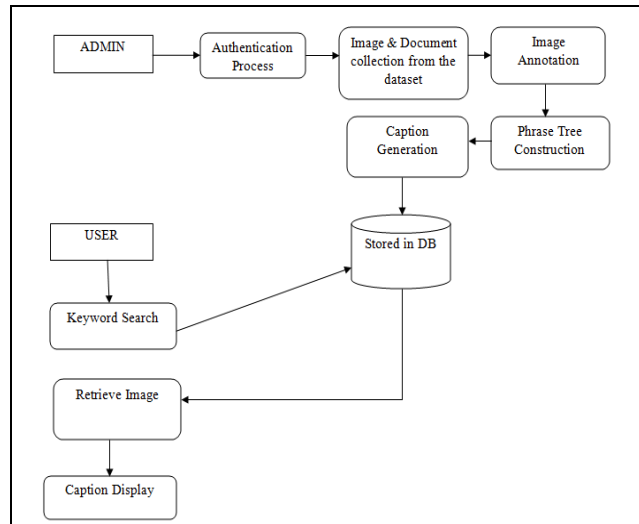 ADMIN
Authentication
Process
Image & Document
collection from the
dataset
Image
Annotation
Caption
Generation
Phrase Tree
Construction
USER
Stored in DB
Keyword Search
Retrieve Image
Caption Display